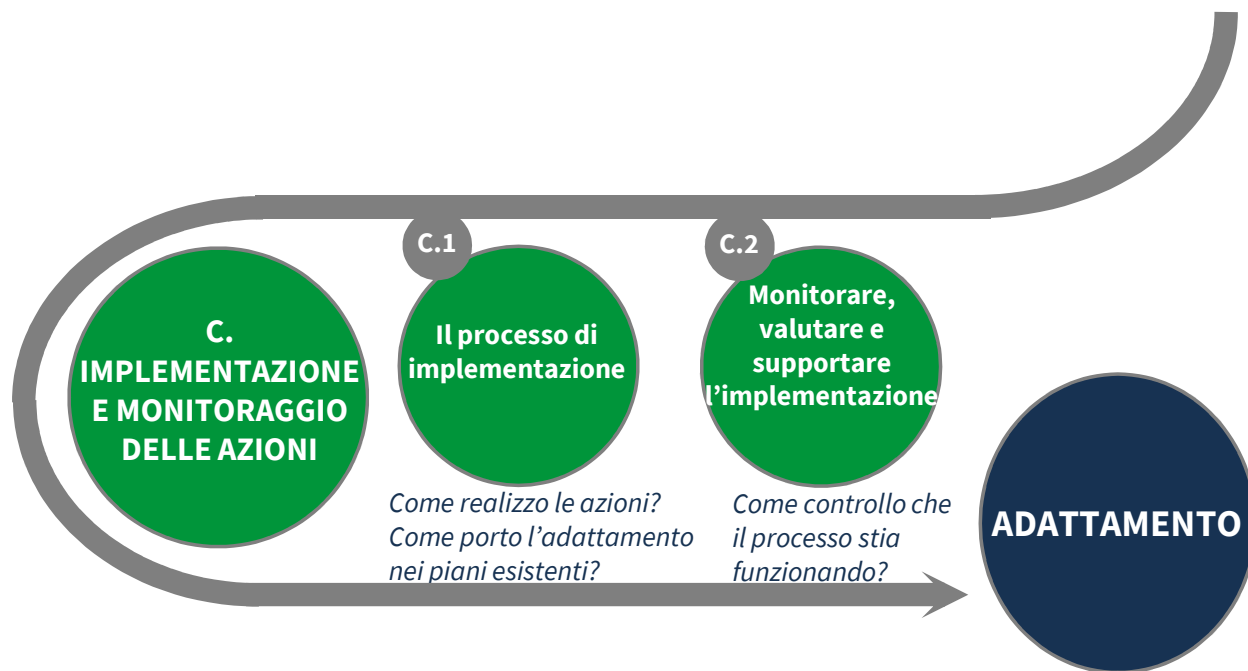 C.
IMPLEMENTAZIONE
E MONITORAGGIO
DELLE AZIONI
C.1
Il processo di
implementazione
Come realizzo le azioni?
Come porto l’adattamento
nei piani esistenti?
C.2
Monitorare,
valutare e
supportare
l’implementazione
Come controllo che
il processo stia
funzionando?
ADATTAMENTO